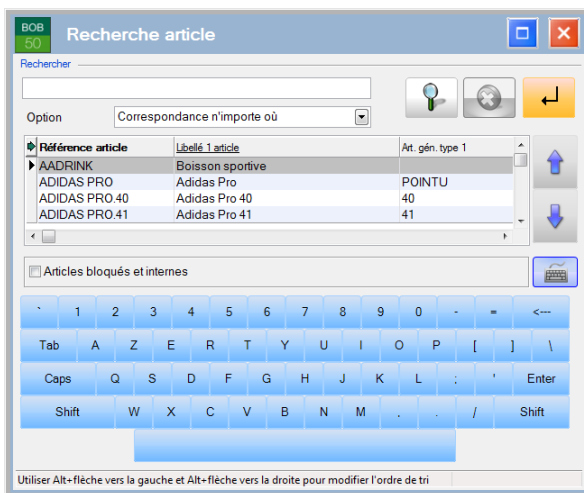 BOB
50
Recherche article
Rechercher
Option Correspondance n'importe où
Référence article Libellé 1 article Art. gén. type 1
AADRINK Boisson sportive
ADIDAS PRO Adidas Pro POINTU
ADIDAS PRO.40 Adidas Pro 40 40
ADIDAS PRO.41 Adidas Pro 41 41
Articles bloqués et internes
` 1 2 3 4 5 6 7 8 9 0 - = <---
Tab A Z E R T Y U I O P [ ] \
Caps Q S D F G H J K L ; ' Enter
Shift W X C V B N M , . / Shift
Utiliser Alt+flèche vers la gauche et Alt+flèche vers la droite pour modifier l'ordre de tri